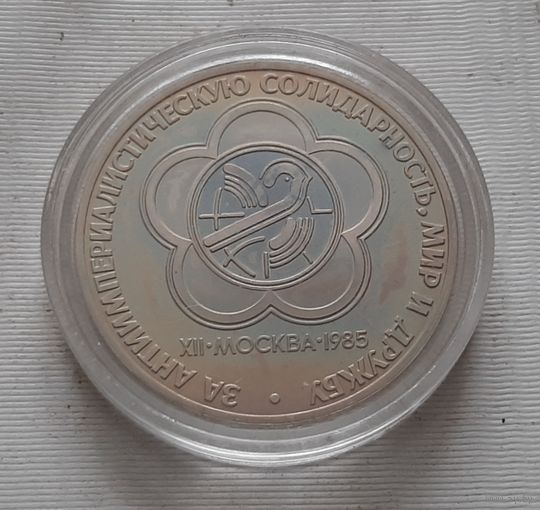 ЗА АНТИИМПЕРИАЛИСТИЧЕСКУЮ СОЛИДАРНОСТЬ, МИР И ДРУЖБУ •
XII • МОСКВА • 1985